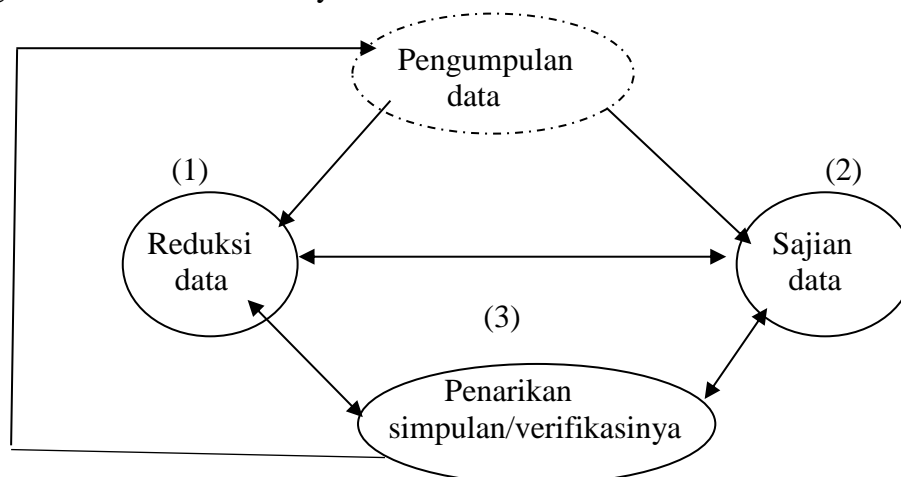 Pengumpulan
data
(1)
(2)
Reduksi
data
Sajian
data
(3)
Penarikan
simpulan/verifikasinya